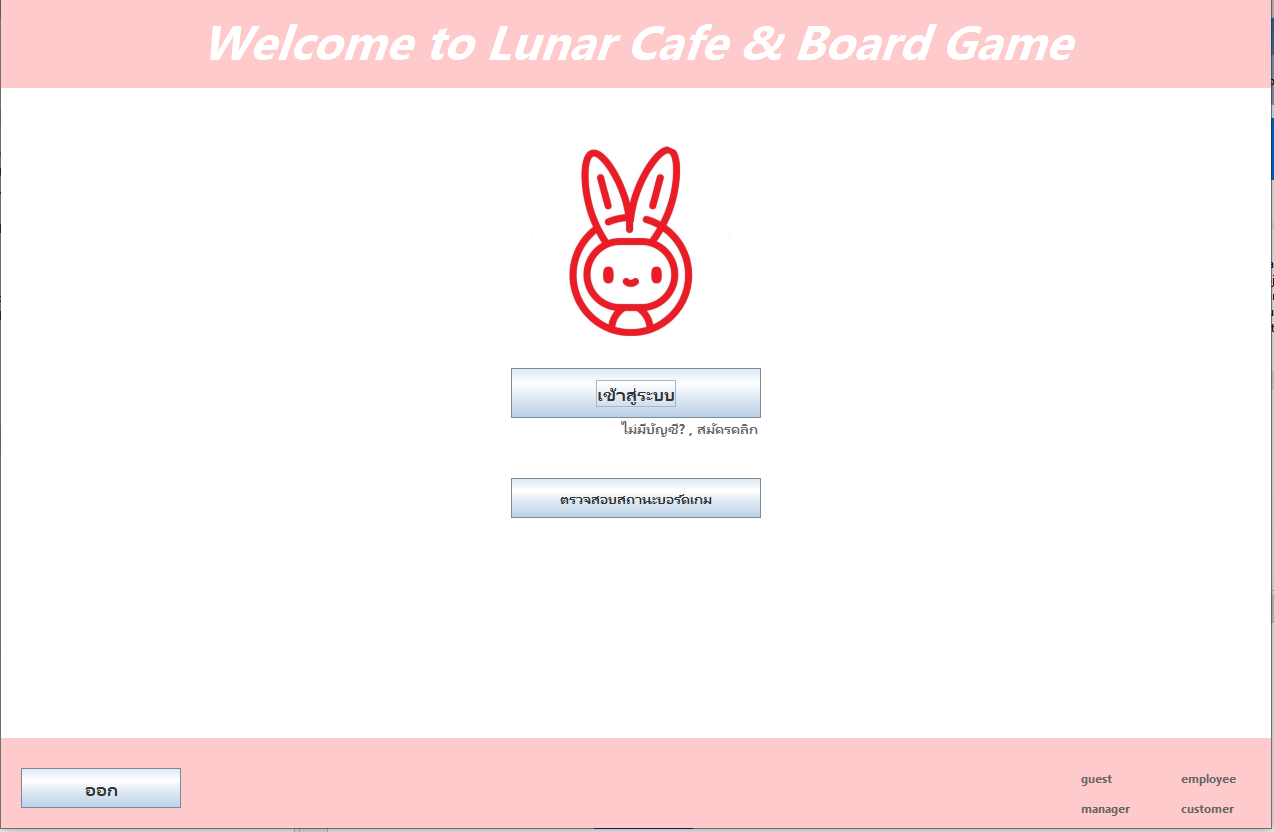 Welcome to Lunar Cafe & Board Game
เข้าสู่ระบบ
ไม่มีบัญชี? , สมัครคลิก
ตรวจสอบสถานะบอร์ดเกม
ออก
guest employee
manager customer